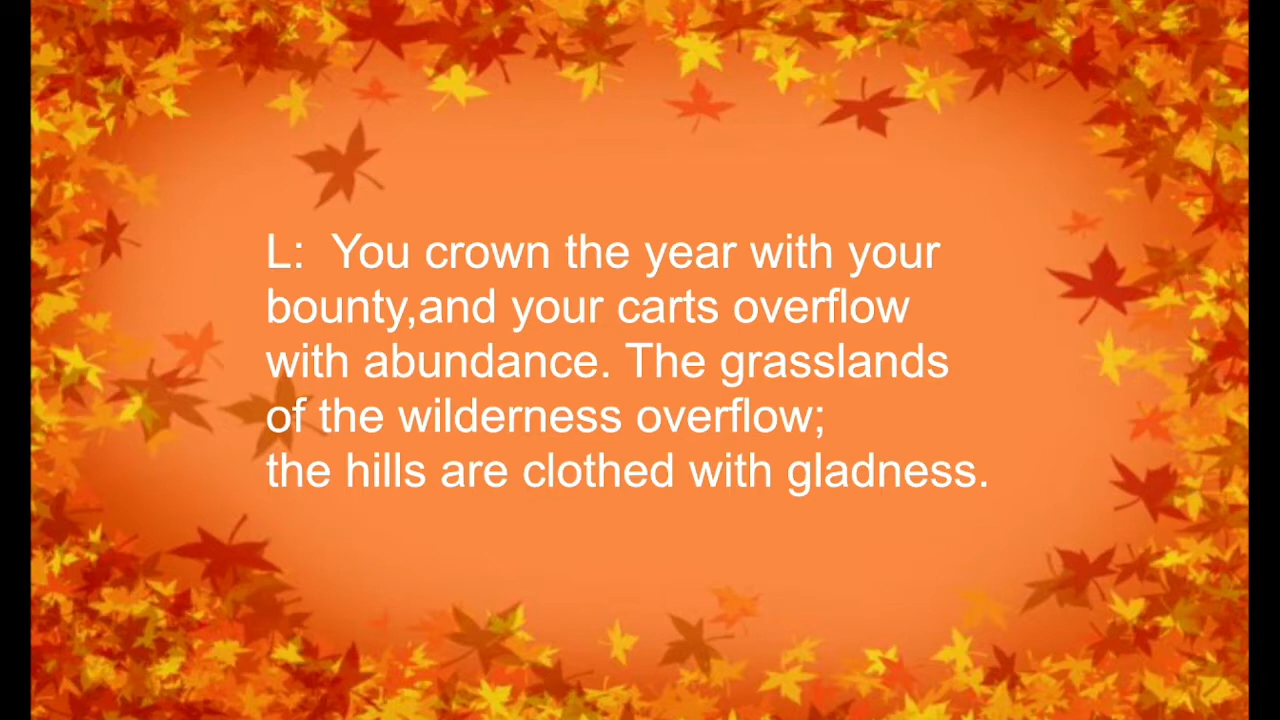 L:  You crown the year with your
bounty,and your carts overflow
with abundance. The grasslands
of the wilderness overflow;
the hills are clothed with gladness.